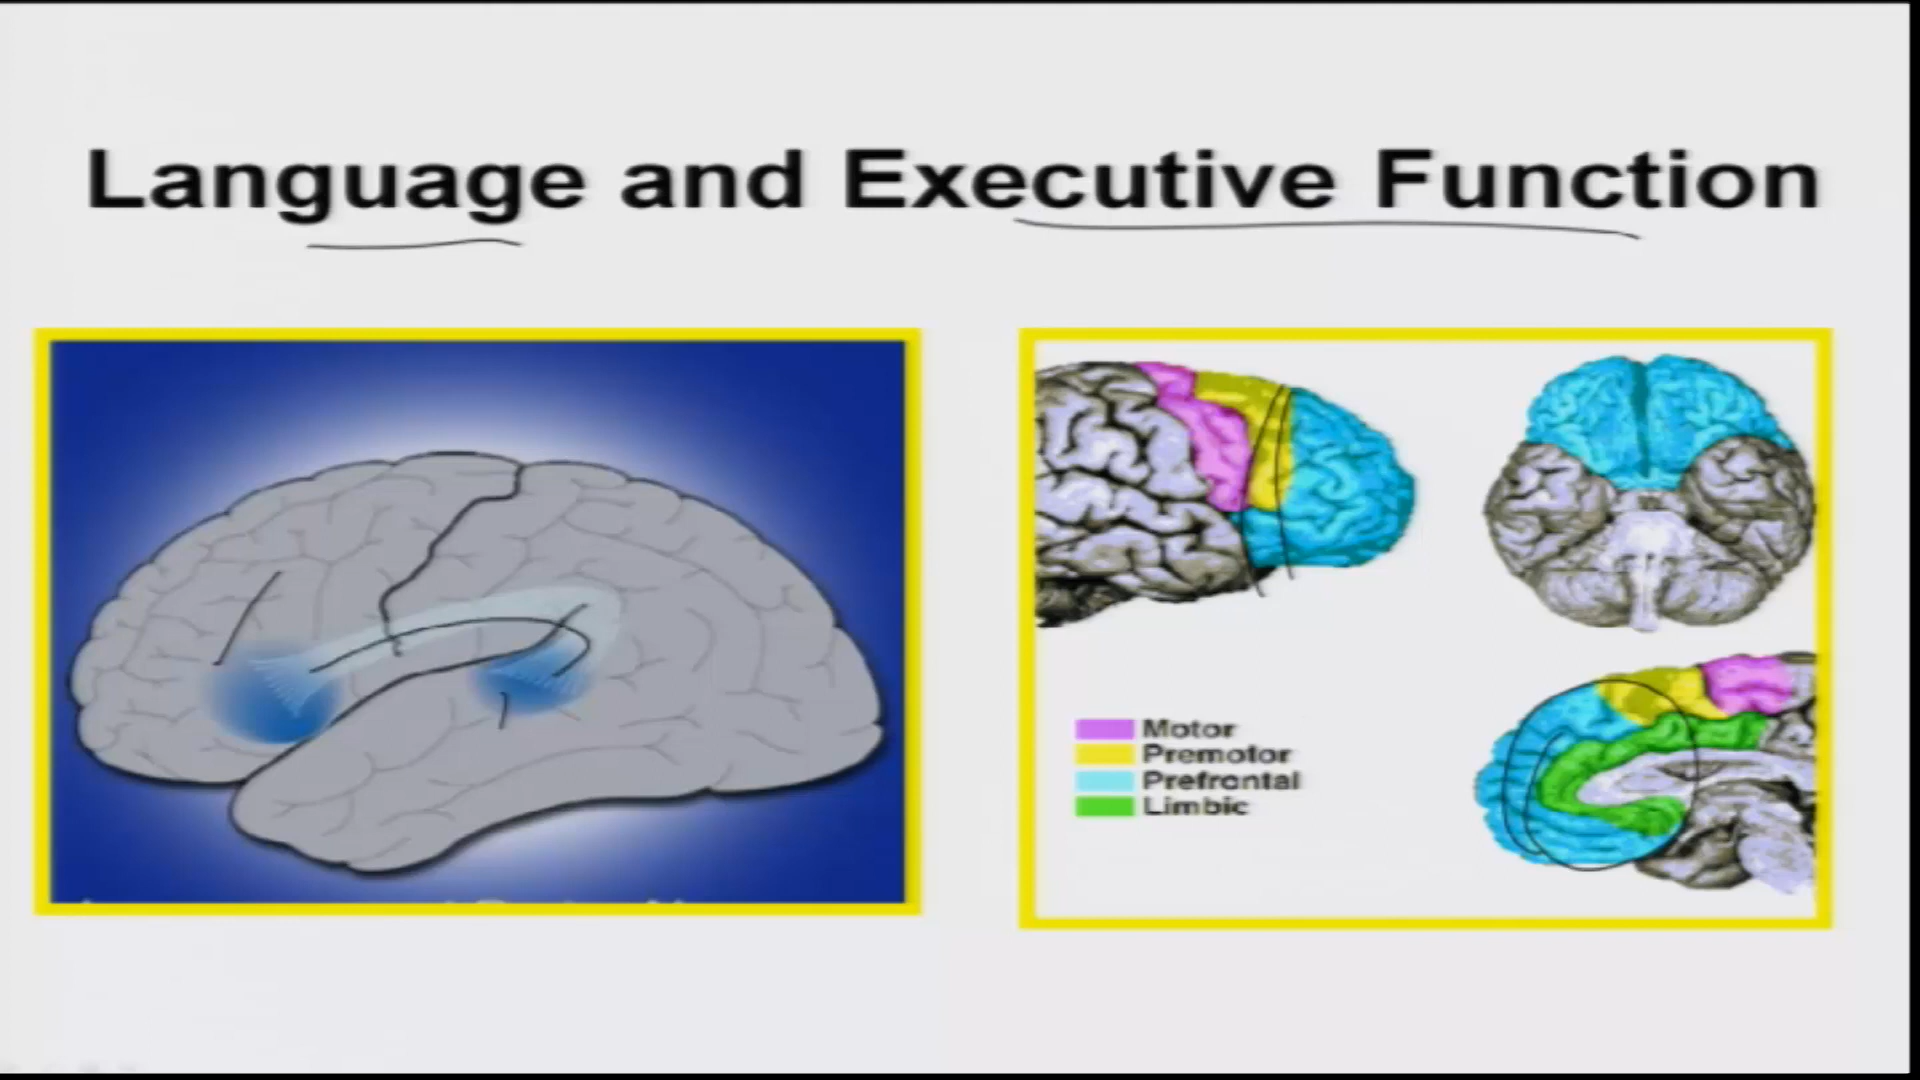 Language and Executive Function
Motor
Premotor
Prefrontal
Limbic